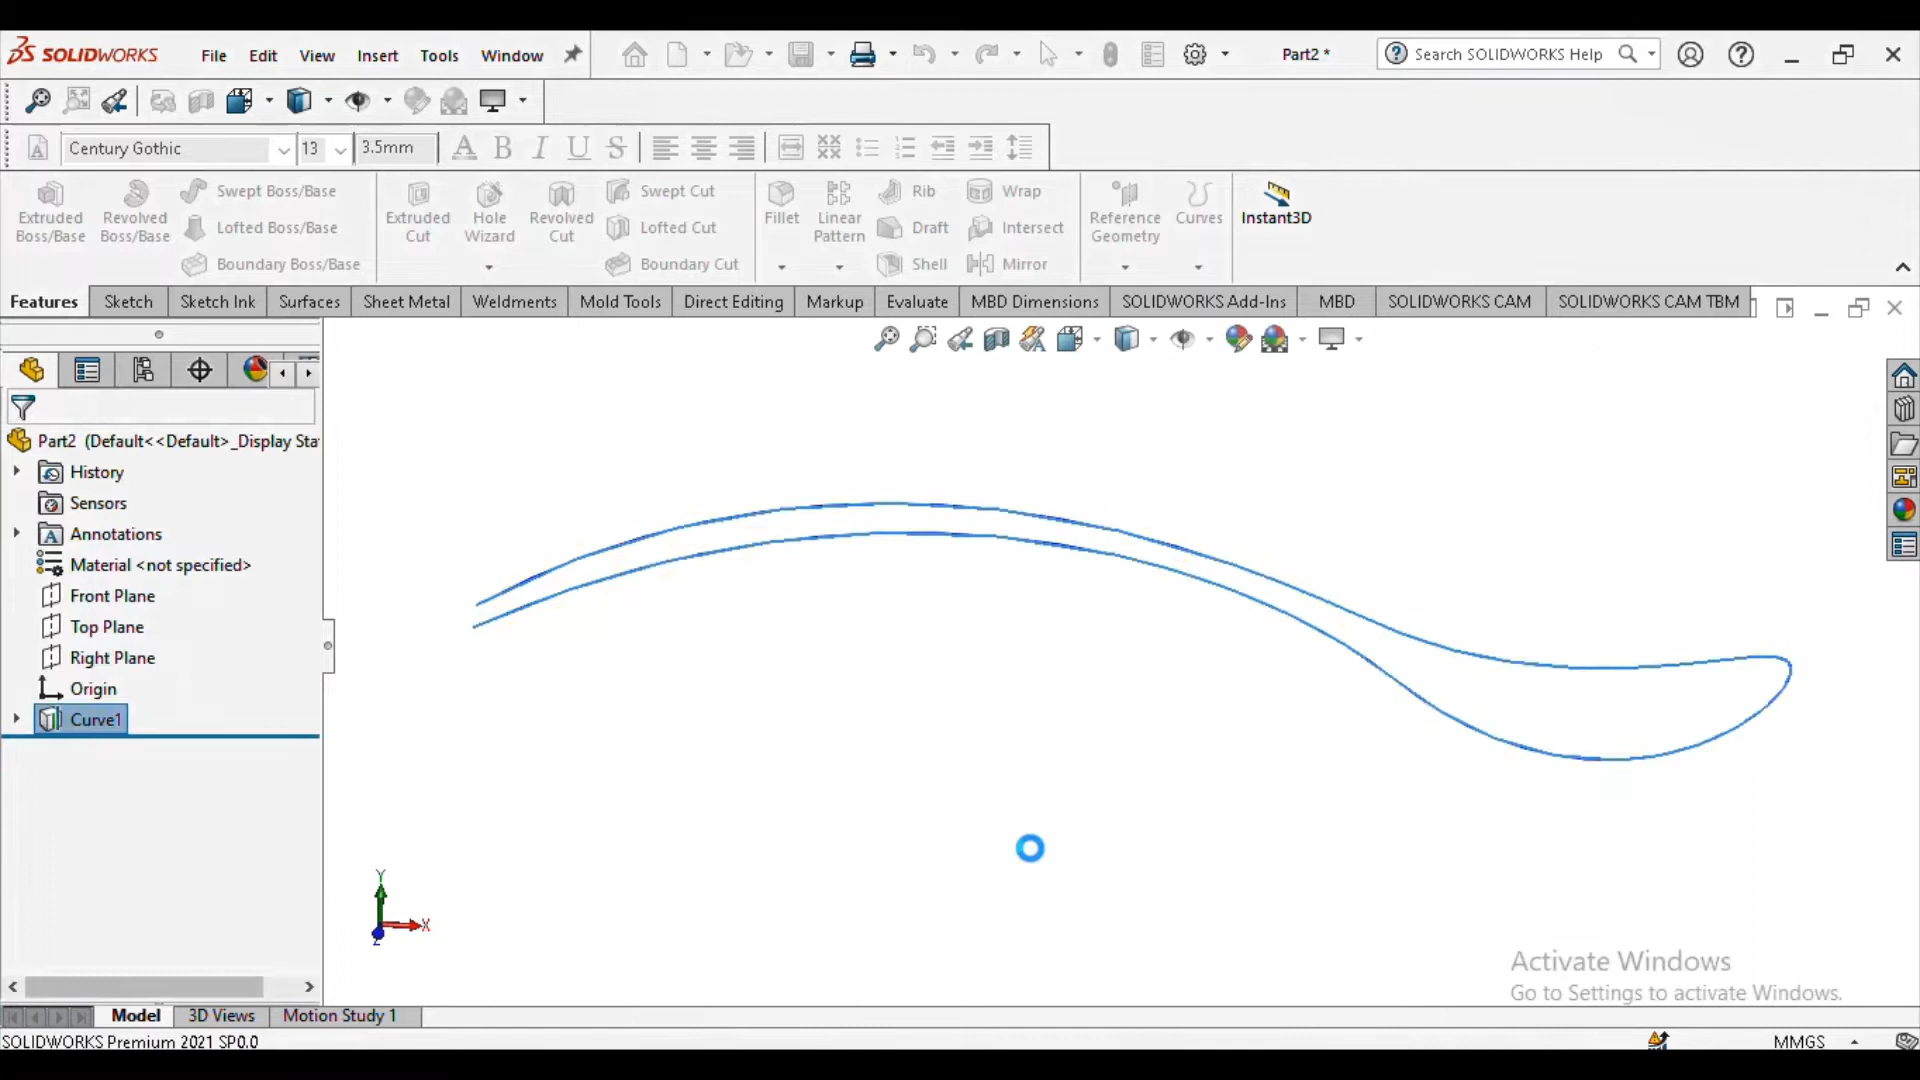 SOLIDWORKS File Edit View Insert Tools Window Part2 * Search SOLIDWORKS Help
Century Gothic 13 3.5mm A B I U S
Extruded Boss/Base
Revolved Boss/Base
Swept Boss/Base
Lofted Boss/Base
Boundary Boss/Base
Extruded Cut
Hole Wizard
Revolved Cut
Swept Cut
Lofted Cut
Boundary Cut
Fillet
Linear Pattern
Rib
Draft
Shell
Wrap
Intersect
Mirror
Reference Geometry
Curves
Instant3D
Features Sketch Sketch Ink Surfaces Sheet Metal Weldments Mold Tools Direct Editing Markup Evaluate MBD Dimensions SOLIDWORKS Add-Ins MBD SOLIDWORKS CAM SOLIDWORKS CAM TBM
Part2 (Default<<Default>_Display Sta
History
Sensors
Annotations
Material <not specified>
Front Plane
Top Plane
Right Plane
Origin
Curve1
Y
X
Z
Activate Windows
Go to Settings to activate Windows.
Model 3D Views Motion Study 1
SOLIDWORKS Premium 2021 SP0.0 MMGS